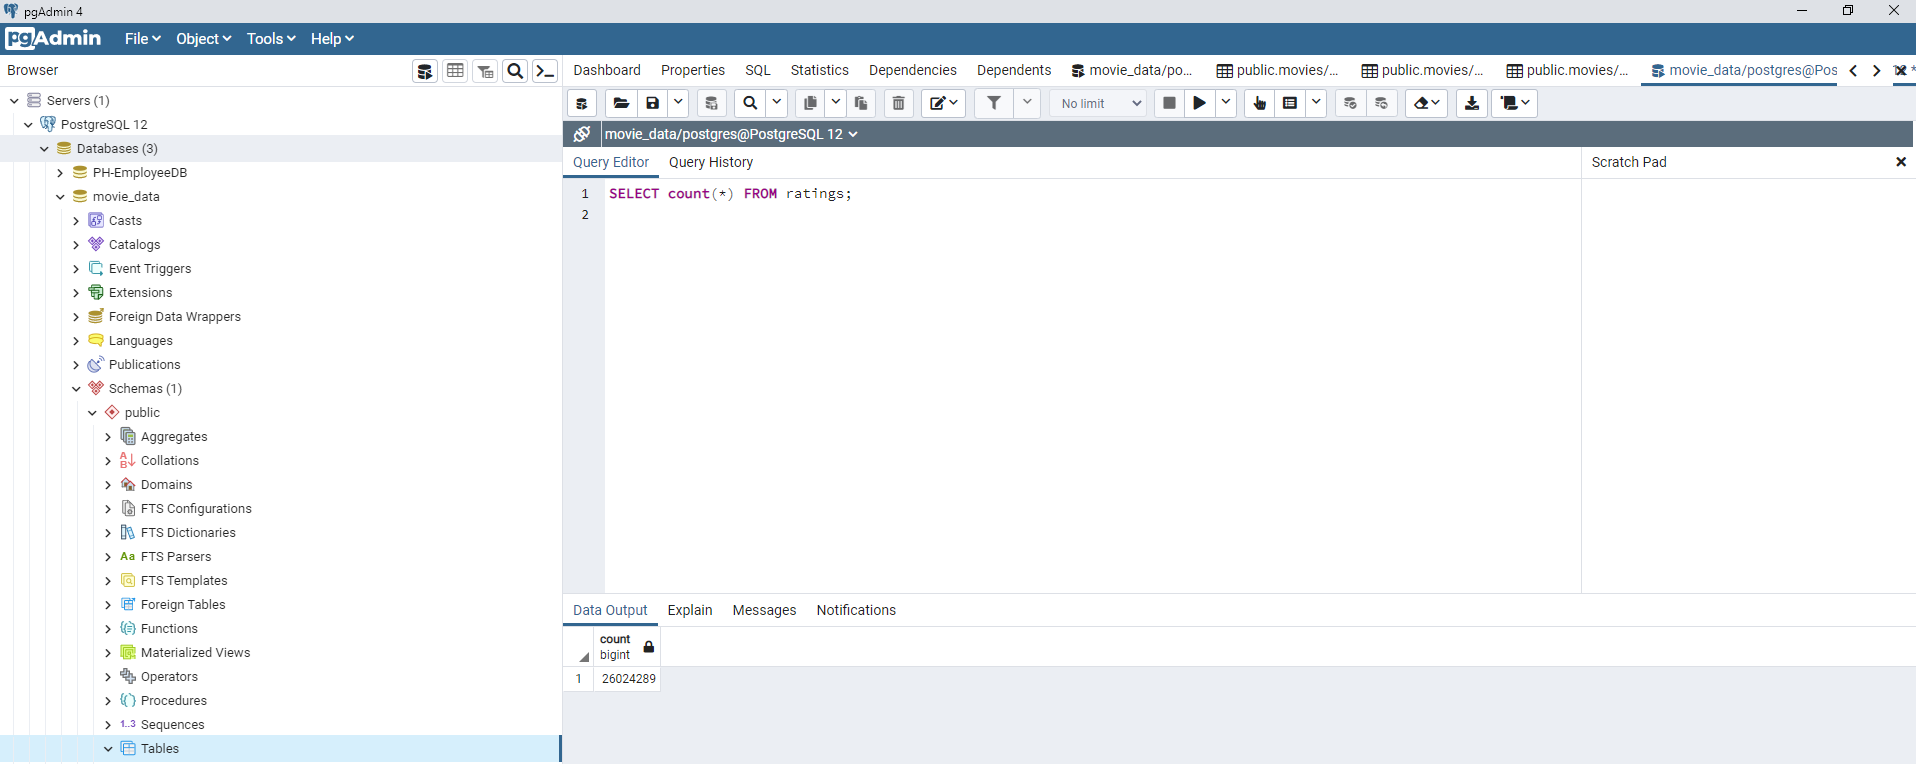 pgAdmin 4
pgAdmin File Object Tools Help
Browser
Servers (1)
PostgreSQL 12
Databases (3)
PH-EmployeeDB
movie_data
Casts
Catalogs
Event Triggers
Extensions
Foreign Data Wrappers
Languages
Publications
Schemas (1)
public
Aggregates
Collations
Domains
FTS Configurations
FTS Dictionaries
Aa FTS Parsers
FTS Templates
Foreign Tables
Functions
Materialized Views
Operators
Procedures
1..3 Sequences
Tables
Dashboard Properties SQL Statistics Dependencies Dependents movie_data/po... public.movies/... public.movies/... public.movies/... movie_data/postgres@Pos
No limit
movie_data/postgres@PostgreSQL 12
Query Editor Query History
Scratch Pad
1 SELECT count(*) FROM ratings;
2
Data Output Explain Messages Notifications
count
bigint
1 26024289